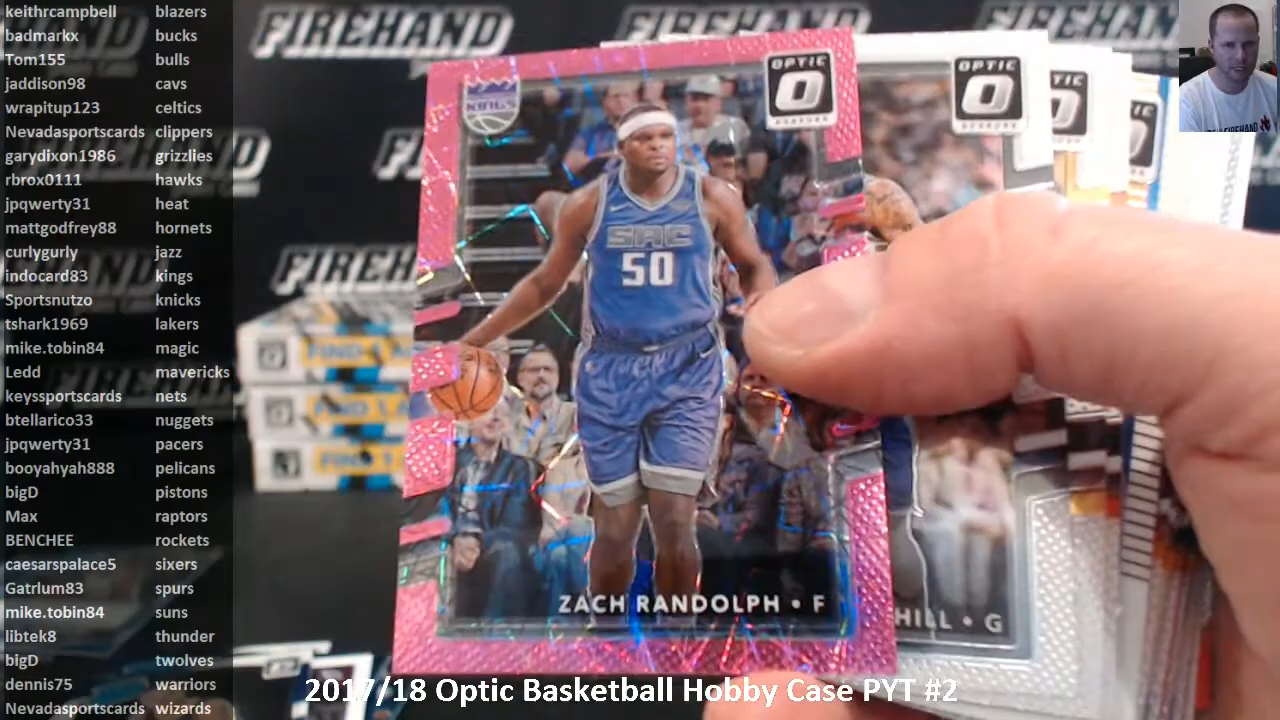 keithrcampbell blazers
badmarkx bucks
Tom155 bulls
jaddison98 cavs
wrapitup123 celtics
Nevadasportscards clippers
garydixon1986 grizzlies
rbrox0111 hawks
jpqwerty31 heat
mattgodfrey88 hornets
curlygurly jazz
indocard83 kings
Sportsnutzo knicks
tshark1969 lakers
mike.tobin84 magic
Ledd mavericks
keyssportscards nets
btellarico33 nuggets
jpqwerty31 pacers
booyahyah888 pelicans
bigD pistons
Max raptors
BENCHEE rockets
caesarspalace5 sixers
Gatrlum83 spurs
mike.tobin84 suns
libtek8 thunder
bigD twolves
dennis75 warriors
Nevadasportscards wizards
FIREHAND
FIREHAND
FIREHAND
KINGS
OPTIC
OPTIC
SAC
50
ZACH RANDOLPH • F
HILL • G
2017/18 Optic Basketball Hobby Case PYT #2